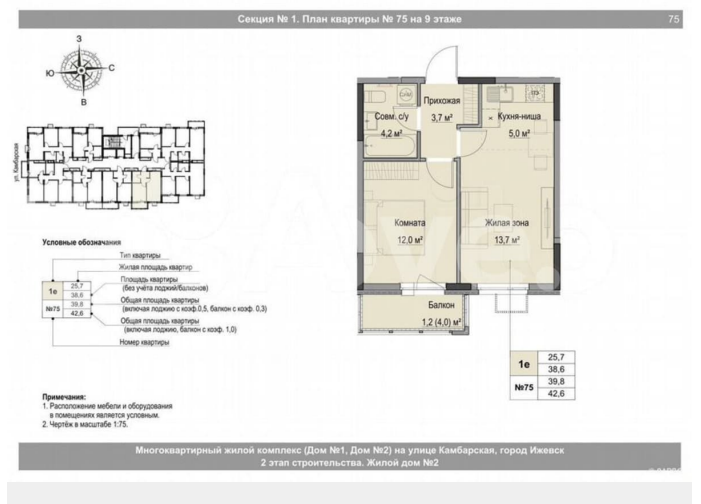 Секция № 1. План квартиры № 75 на 9 этаже
75
З
Ю
С
В
ул. Камбарская
Прихожая
3,7 м²
Совм. с/у
4,2 м²
Кухня-ниша
5,0 м²
Комната
12,0 м²
Жилая зона
13,7 м²
Балкон
1,2 (4,0) м²
Условные обозначания
Тип квартиры
Жилая площадь квартир
Площадь квартиры
(без учёта лоджий/балконов)
Общая площадь квартиры
(включая лоджию с коэф.0,5, балкон с коэф. 0,3)
Общая площадь квартиры
(включая лоджию, балкон с коэф. 1,0)
Номер квартиры
1е
№75
25,7
38,6
39,8
42,6
1е
№75
25,7
38,6
39,8
42,6
Примечания:
1. Расположение мебели и оборудования
в помещениях является условным.
2. Чертёж в масштабе 1:75.
Многоквартирный жилой комплекс (Дом №1, Дом №2) на улице Камбарская, город Ижевск
2 этап строительства. Жилой дом №2